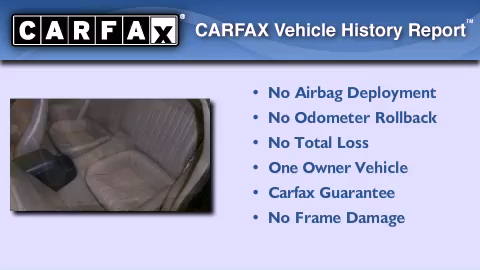 CARFAX® CARFAX Vehicle History Report™
• No Airbag Deployment
• No Odometer Rollback
• No Total Loss
• One Owner Vehicle
• Carfax Guarantee
• No Frame Damage